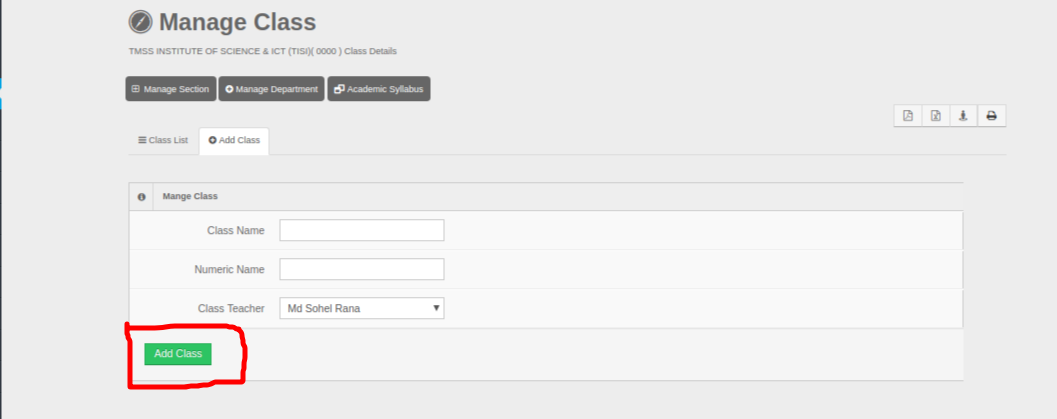 Manage Class
TMSS INSTITUTE OF SCIENCE & ICT (TISI)( 0000 ) Class Details
Manage Section Manage Department Academic Syllabus
Class List Add Class
Mange Class
Class Name
Numeric Name
Class Teacher Md Sohel Rana
Add Class